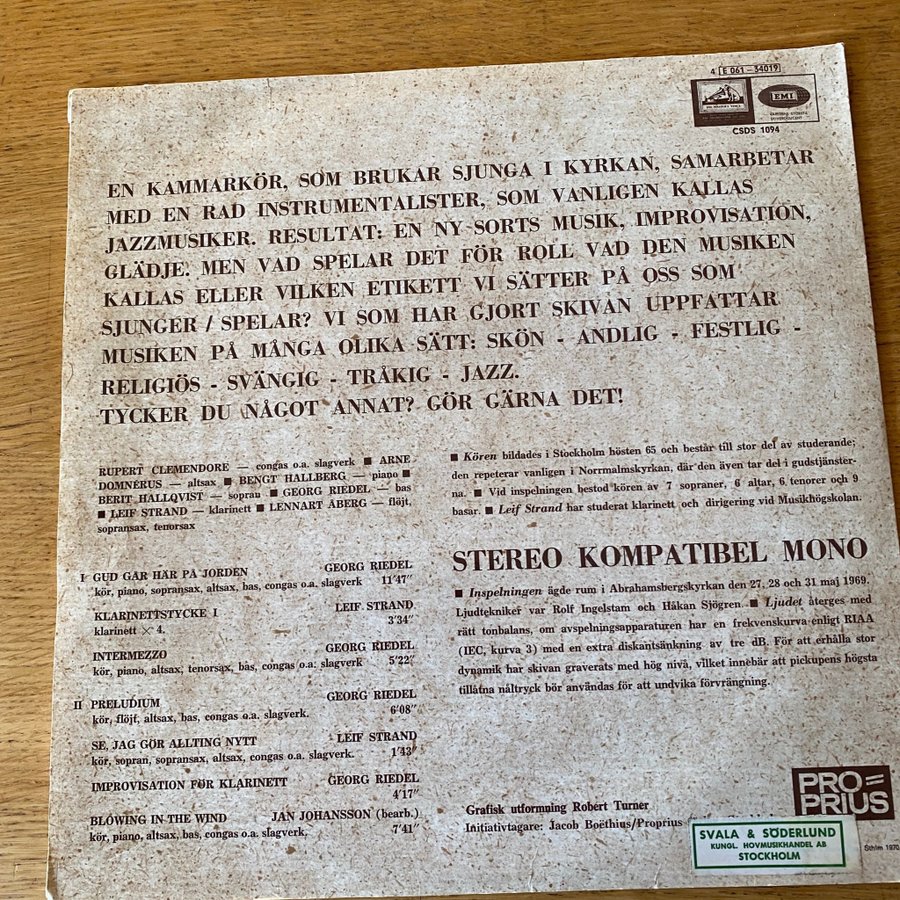 4 E 061-34019
EMI
CSDS 1094
EN KAMMARKÖR, SOM BRUKAR SJUNGA I KYRKAN, SAMARBETAR
MED EN RAD INSTRUMENTALISTER, SOM VANLIGEN KALLAS
JAZZMUSIKER. RESULTAT: EN NY SORTS MUSIK, IMPROVISATION,
GLÄDJE. MEN VAD SPELAR DET FÖR ROLL VAD DEN MUSIKEN
KALLAS ELLER VILKEN ETIKETT VI SÄTTER PÅ OSS SOM
SJUNGER / SPELAR? VI SOM HAR GJORT SKIVAN UPPFATTAR
MUSIKEN PÅ MÅNGA OLIKA SÄTT: SKÖN - ANDLIG - FESTLIG -
RELIGIÖS - SVÄNGIG - TRÅKIG - JAZZ.
TYCKER DU NÅGOT ANNAT? GÖR GÄRNA DET!
RUPERT CLEMENDORE — congas o.a. slagverk ■ ARNE
DOMNÉRUS — altsax ■ BENGT HALLBERG — piano ■
BERIT HALLQVIST — sopran ■ GEORG RIEDEL — bas
■ LEIF STRAND — klarinett ■ LENNART ÅBERG — flöjt,
sopransax, tenorsax
I GUD GÅR HÄR PÅ JORDEN GEORG RIEDEL
kör, piano, sopransax, altsax, bas, congas o.a. slagverk 11'47"
KLARINETTSTYCKE I LEIF STRAND
klarinett × 4. 3'34"
INTERMEZZO GEORG RIEDEL
kör, piano, altsax, tenorsax, bas, congas o.a. slagverk 5'22"
II PRELUDIUM GEORG RIEDEL
kör, flöjt, altsax, bas, congas o.a. slagverk. 6'08"
SE, JAG GÖR ALLTING NYTT LEIF STRAND
kör, sopran, sopransax, altsax, congas o.a. slagverk. 1'43"
IMPROVISATION FÖR KLARINETT GEORG RIEDEL
4'17"
BLOWING IN THE WIND JAN JOHANSSON (bearb.)
kör, piano, altsax, bas, congas o.a. slagverk, 7'41"
■ Kören bildades i Stockholm hösten 65 och består till stor del av studerande;
den repeterar vanligen i Norrmalmskyrkan, där den även tar del i gudstjänster-
na. ■ Vid inspelningen bestod kören av 7 sopraner, 6 altar, 6 tenorer och 9
basar. ■ Leif Strand har studerat klarinett och dirigering vid Musikhögskolan.
STEREO KOMPATIBEL MONO
■ Inspelningen ägde rum i Abrahamsbergskyrkan den 27, 28 och 31 maj 1969.
Ljudtekniker var Rolf Ingelstam och Håkan Sjögren. ■ Ljudet återges med
rätt tonbalans, om avspelningsapparaturen har en frekvenskurva enligt RIAA
(IEC, kurva 3) med en extra diskantsänkning av tre dB. För att erhålla stor
dynamik har skivan graverats med hög nivå, vilket innebär att pickupens högsta
tillåtna nåltryck bör användas för att undvika förvrängning.
Grafisk utformning Robert Turner
Initiativtagare: Jacob Boëthius/Proprius
PRO=
PRIUS
SVALA & SÖDERLUND
KUNGL. HOVMUSIKHANDEL AB
STOCKHOLM
Sthlm 1970